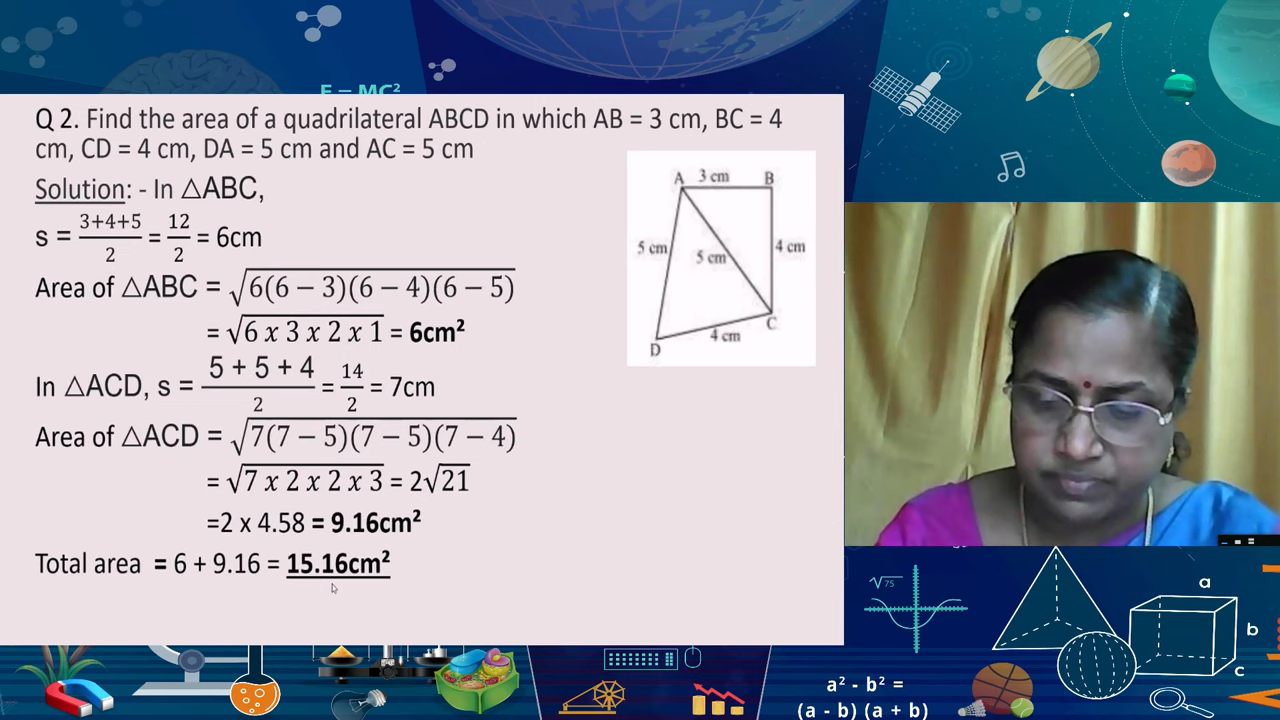 E = MC²
Q 2. Find the area of a quadrilateral ABCD in which AB = 3 cm, BC = 4
cm, CD = 4 cm, DA = 5 cm and AC = 5 cm
Solution: - In △ABC,
s = (3+4+5)/2 = 12/2 = 6cm
Area of △ABC = √(6(6 − 3)(6 − 4)(6 − 5))
= √(6 x 3 x 2 x 1) = 6cm²
In △ACD, s = (5 + 5 + 4)/2 = 14/2 = 7cm
Area of △ACD = √(7(7 − 5)(7 − 5)(7 − 4))
= √(7 x 2 x 2 x 3) = 2√21
=2 x 4.58 = 9.16cm²
Total area = 6 + 9.16 = 15.16cm²
A 3 cm B
5 cm 5 cm 4 cm
C
4 cm
D
√75
a
b
c
a² - b² =
(a - b) (a + b)